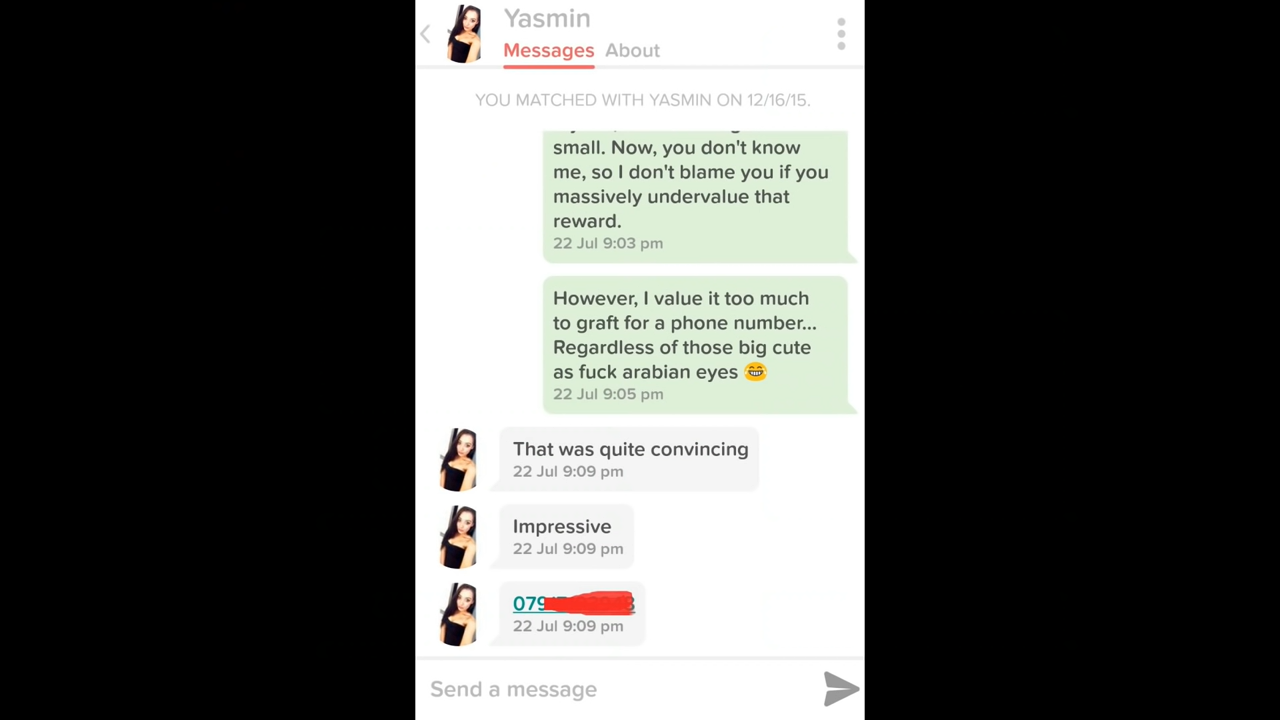 Yasmin
Messages About
YOU MATCHED WITH YASMIN ON 12/16/15.
small. Now, you don't know
me, so I don't blame you if you
massively undervalue that
reward.
22 Jul 9:03 pm
However, I value it too much
to graft for a phone number...
Regardless of those big cute
as fuck arabian eyes 😂
22 Jul 9:05 pm
That was quite convincing
22 Jul 9:09 pm
Impressive
22 Jul 9:09 pm
079
22 Jul 9:09 pm
Send a message